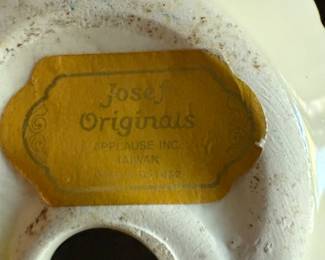 Josef
Originals
APPLAUSE INC.
TAIWAN